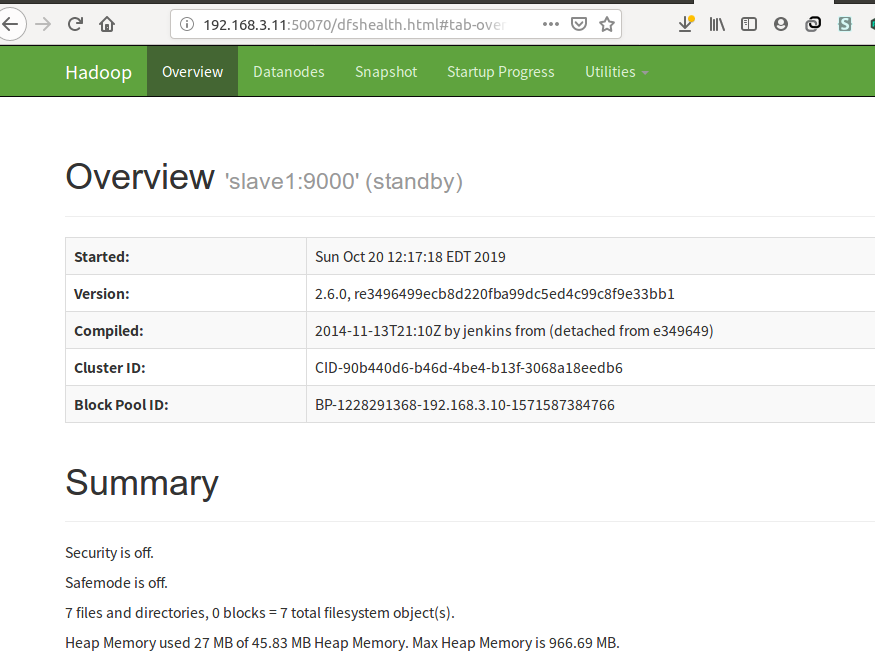 192.168.3.11:50070/dfshealth.html#tab-over
Hadoop Overview Datanodes Snapshot Startup Progress Utilities
Overview 'slave1:9000' (standby)
Started: Sun Oct 20 12:17:18 EDT 2019
Version: 2.6.0, re3496499ecb8d220fba99dc5ed4c99c8f9e33bb1
Compiled: 2014-11-13T21:10Z by jenkins from (detached from e349649)
Cluster ID: CID-90b440d6-b46d-4be4-b13f-3068a18eedb6
Block Pool ID: BP-1228291368-192.168.3.10-1571587384766
Summary
Security is off.
Safemode is off.
7 files and directories, 0 blocks = 7 total filesystem object(s).
Heap Memory used 27 MB of 45.83 MB Heap Memory. Max Heap Memory is 966.69 MB.